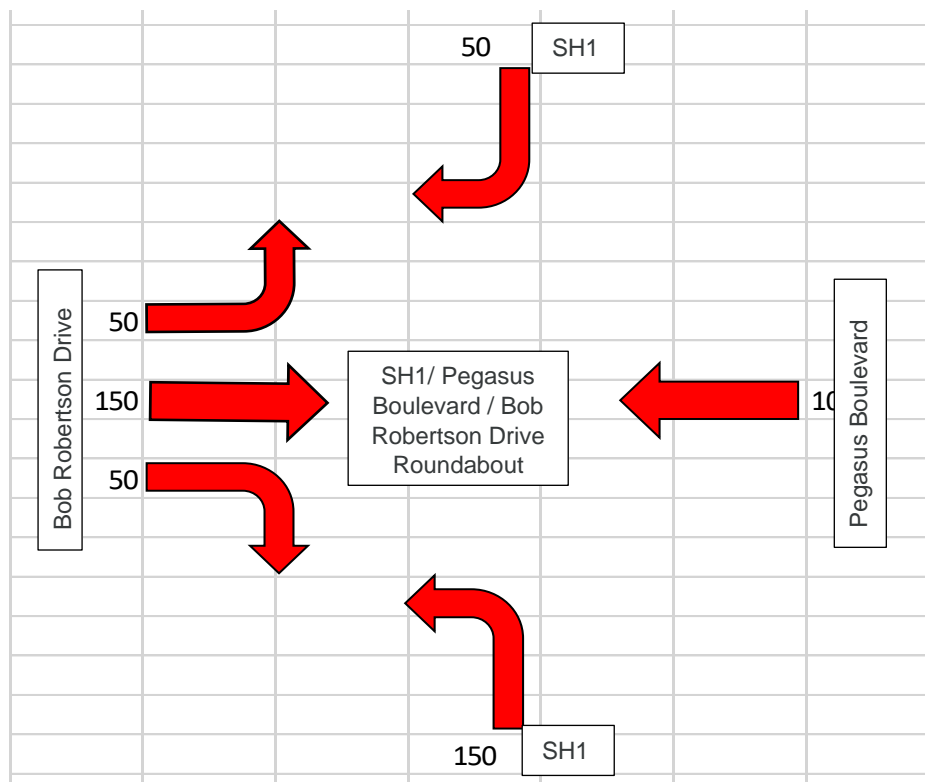 50
SH1
50
Bob Robertson Drive
150
50
SH1/ Pegasus
Boulevard / Bob
Robertson Drive
Roundabout
Pegasus Boulevard
150
SH1